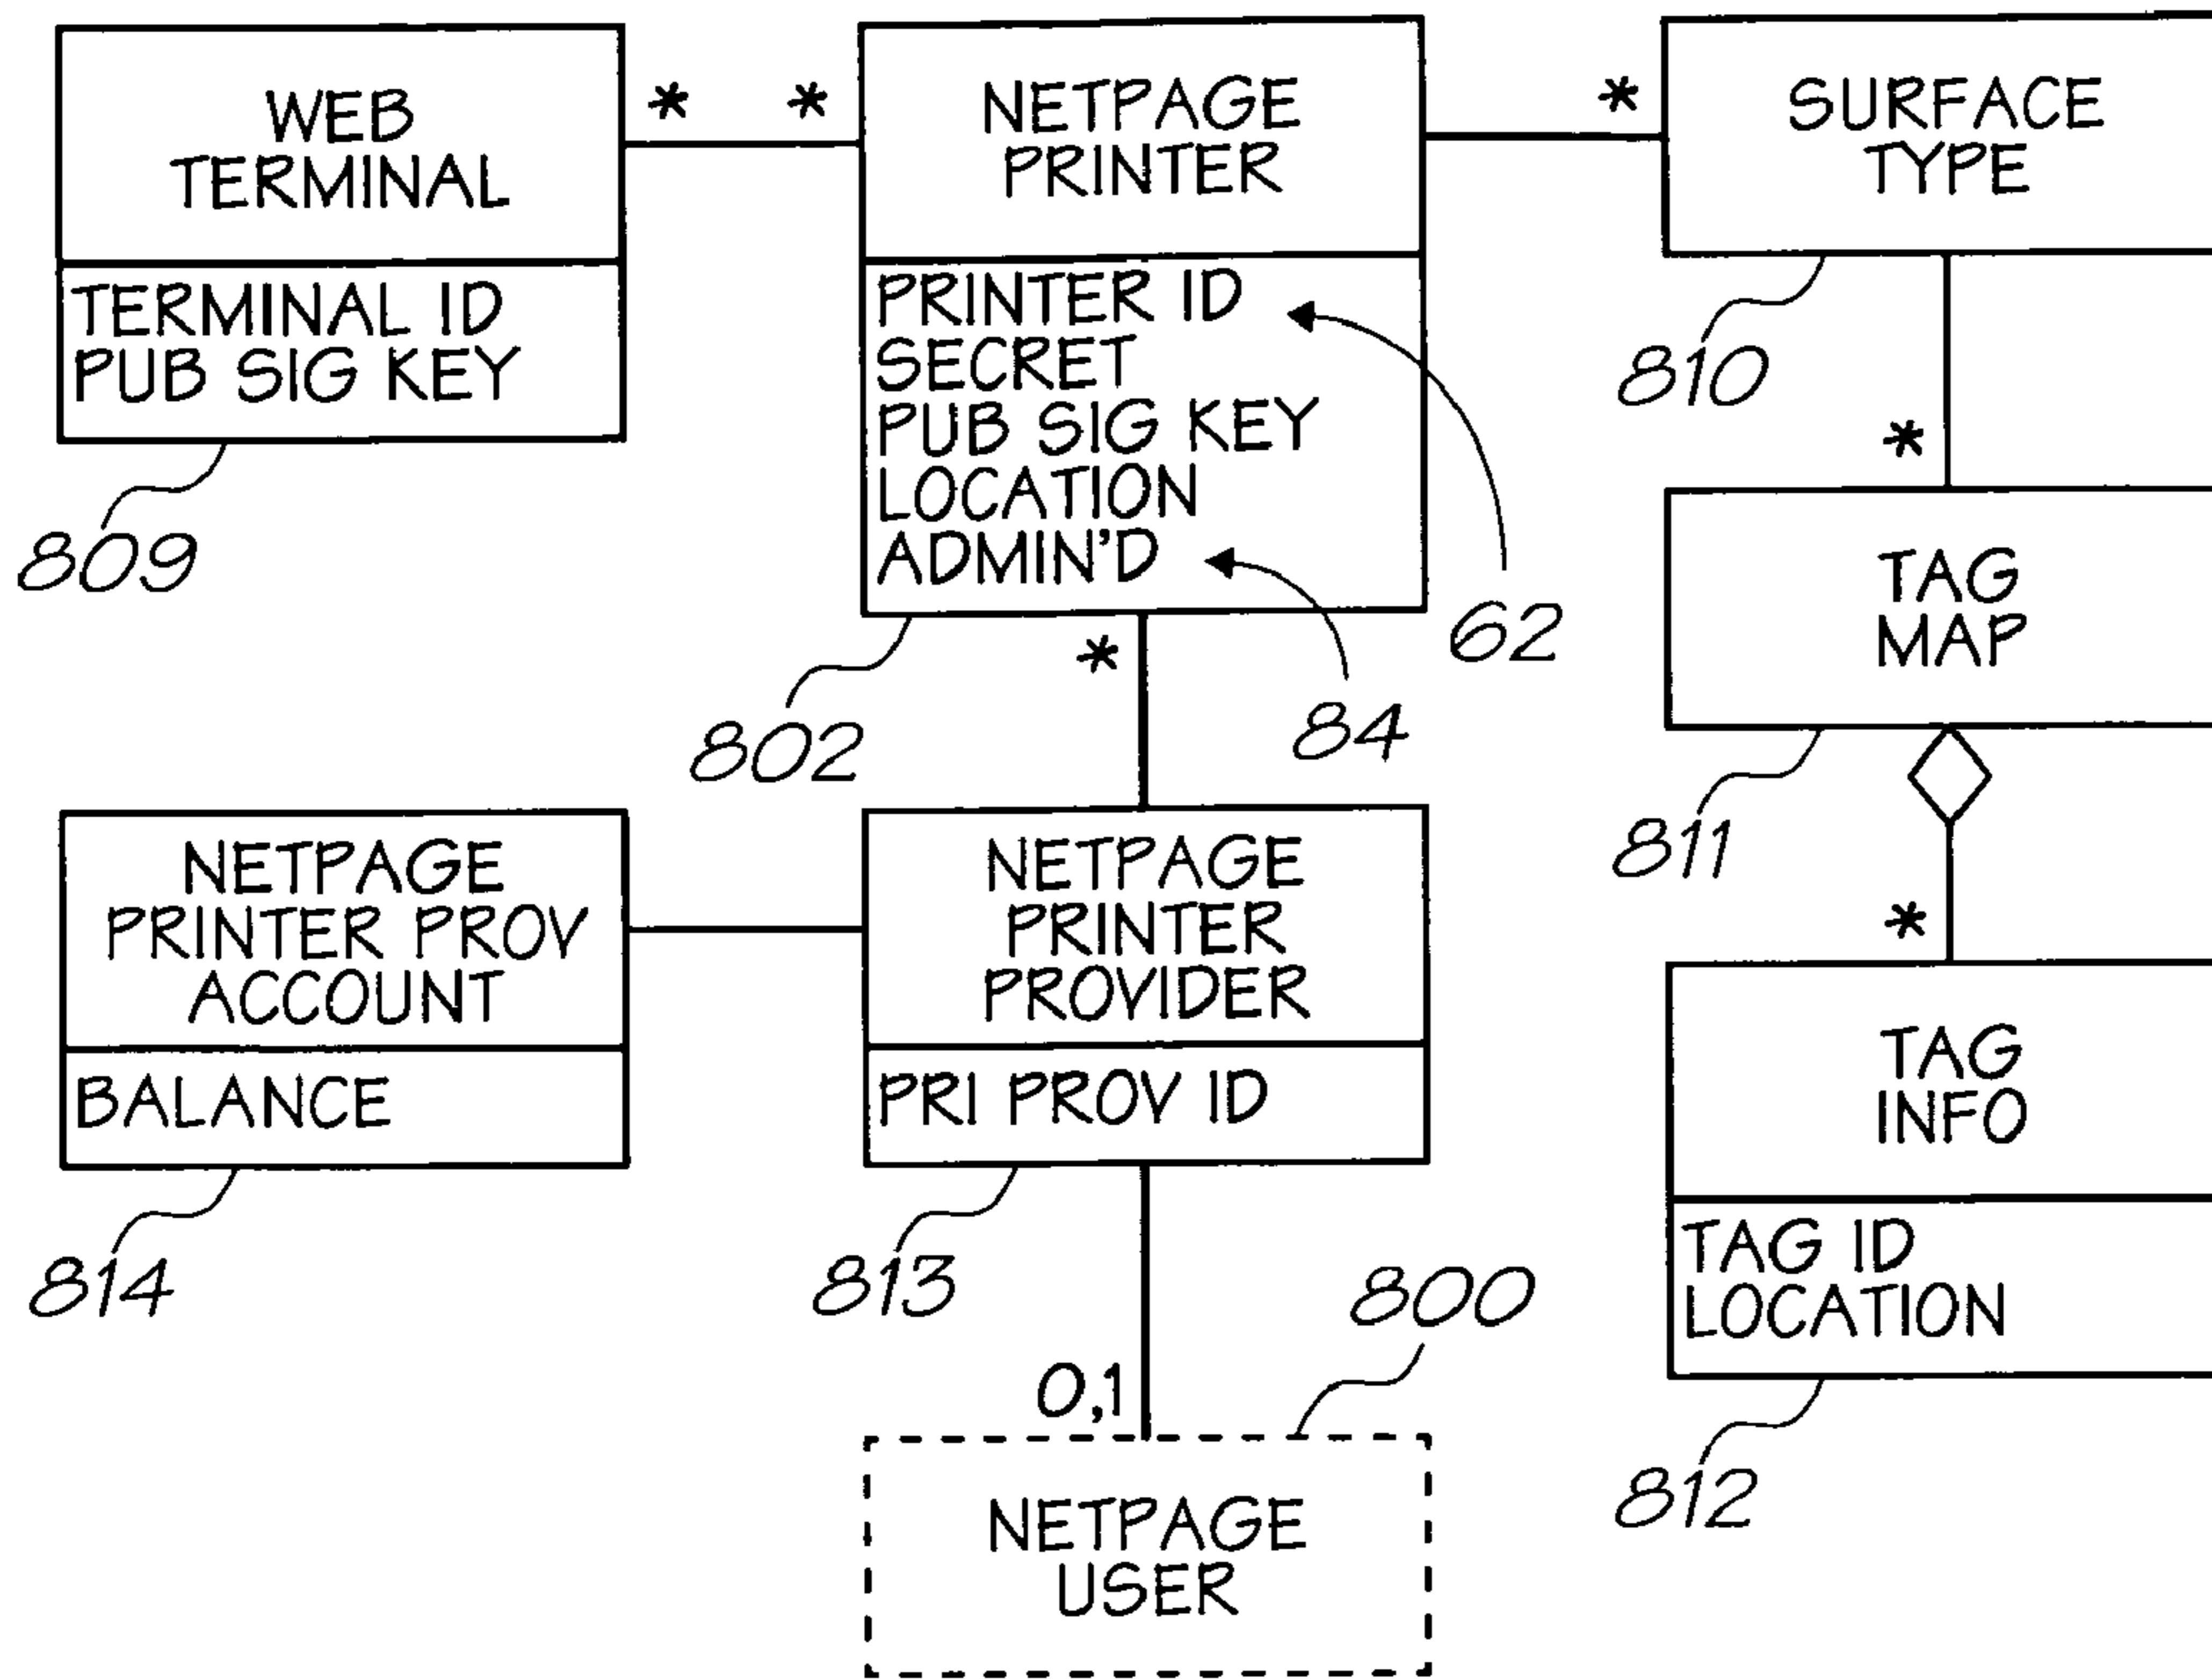 WEB
TERMINAL
TERMINAL ID
PUB SIG KEY
809
*
*
NETPAGE
PRINTER
PRINTER ID
SECRET
PUB SIG KEY
LOCATION
ADMIN'D
62
84
802
*
*
SURFACE
TYPE
810
*
TAG
MAP
811
*
TAG
INFO
TAG ID
LOCATION
812
NETPAGE
PRINTER PROV
ACCOUNT
BALANCE
814
NETPAGE
PRINTER
PROVIDER
PRI PROV ID
813
800
0,1
NETPAGE
USER